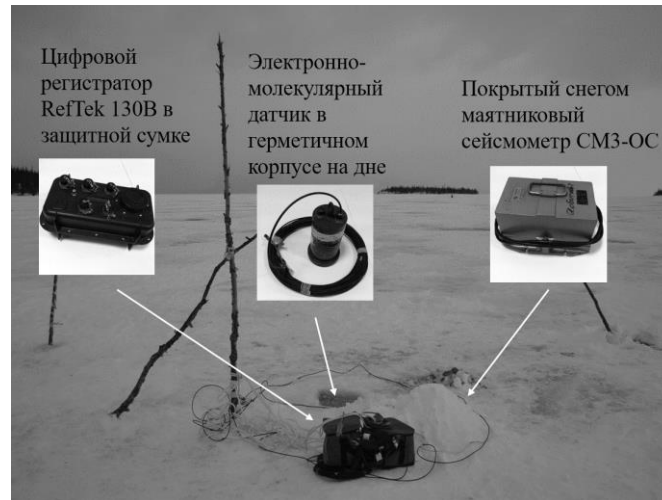 Цифровой
регистратор
RefTek 130B в
защитной сумке
Электронно-
молекулярный
датчик в
герметичном
корпусе на дне
Покрытый снегом
маятниковый
сейсмометр СМ3-ОС